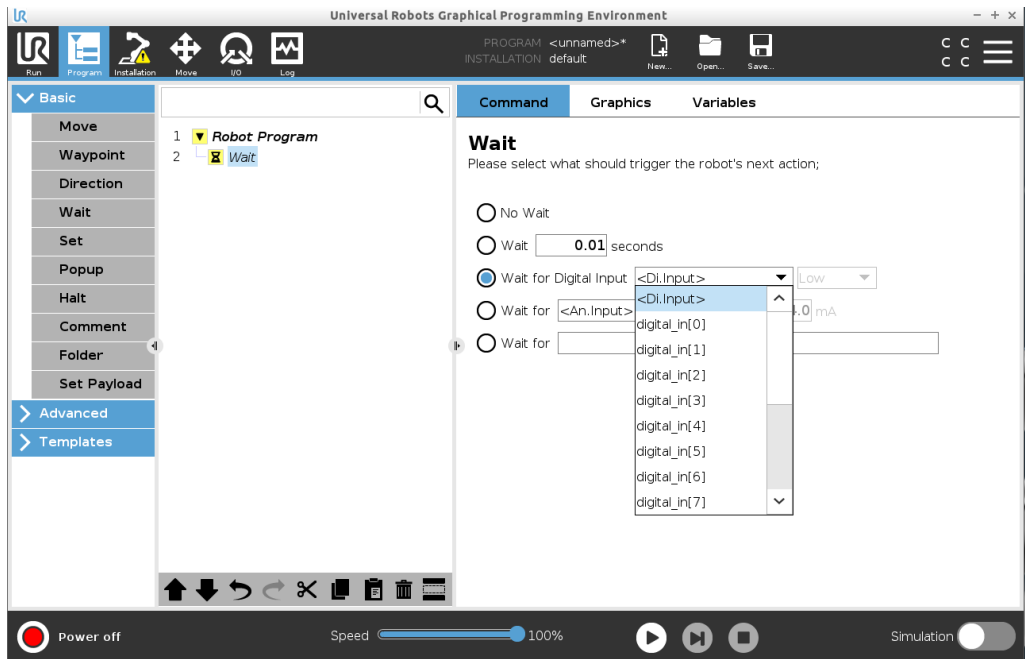 Universal Robots Graphical Programming Environment
UR
Run
Program
Installation
Move
I/O
Log
PROGRAM <unnamed>*
INSTALLATION default
New...
Open...
Save...
C C
C C
Basic
Move
Waypoint
Direction
Wait
Set
Popup
Halt
Comment
Folder
Set Payload
Advanced
Templates
1 Robot Program
2 Wait
Command Graphics Variables
Wait
Please select what should trigger the robot's next action;
No Wait
Wait 0.01 seconds
Wait for Digital Input <Di.Input> Low
Wait for <An.Input> .0 mA
Wait for
<Di.Input>
digital_in[0]
digital_in[1]
digital_in[2]
digital_in[3]
digital_in[4]
digital_in[5]
digital_in[6]
digital_in[7]
Power off
Speed 100%
Simulation